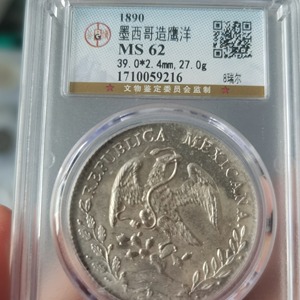 1890
墨西哥造鹰洋
MS 62
39.0*2.4mm,27.0g
1710059216
8瑞尔
★ 文物鉴定委员会监制 ★
REPUBLICA MEXICANA